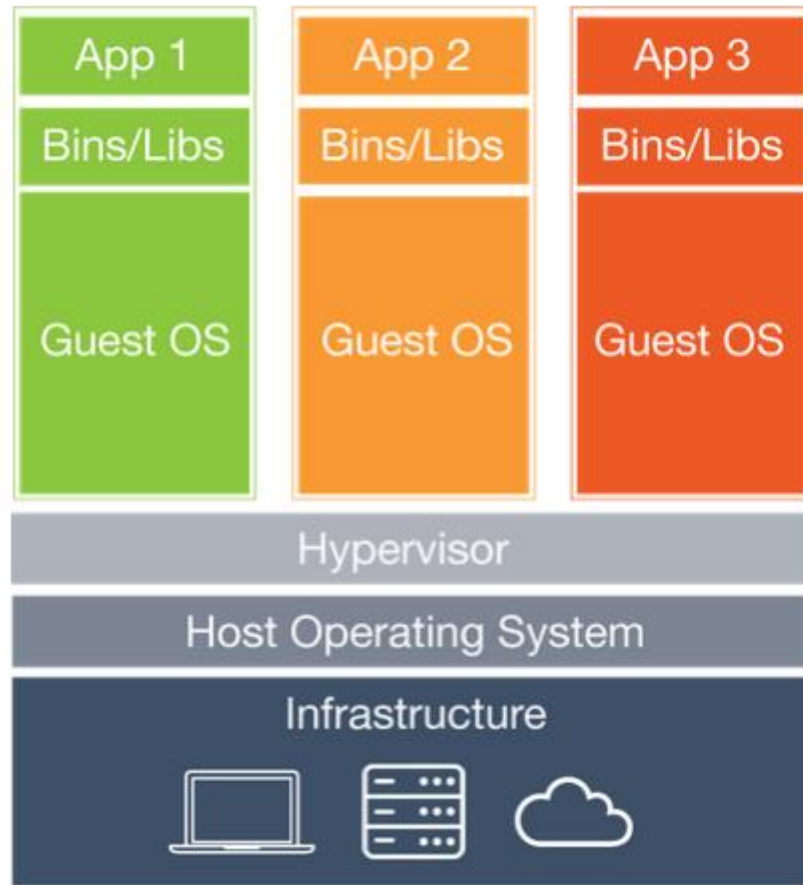 App 1
App 2
App 3
Bins/Libs
Bins/Libs
Bins/Libs
Guest OS
Guest OS
Guest OS
Hypervisor
Host Operating System
Infrastructure